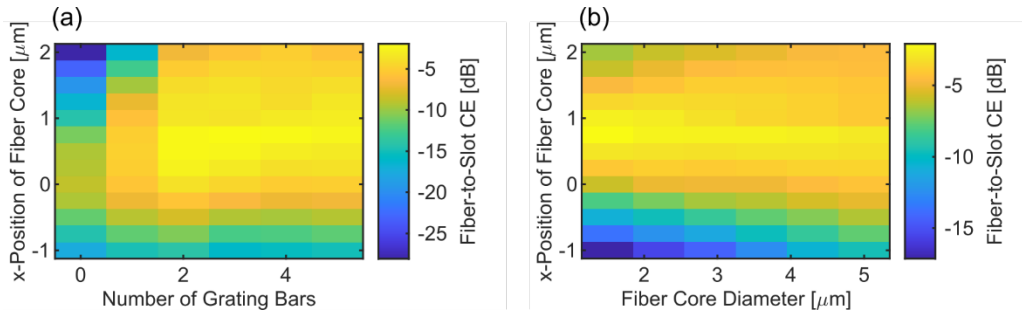 (a)
2
1
0
-1
x-Position of Fiber Core [μm]
0
2
4
Number of Grating Bars
-5
-10
-15
-20
-25
Fiber-to-Slot CE [dB]
(b)
2
1
0
-1
x-Position of Fiber Core [μm]
2
3
4
5
Fiber Core Diameter [μm]
-5
-10
-15
Fiber-to-Slot CE [dB]